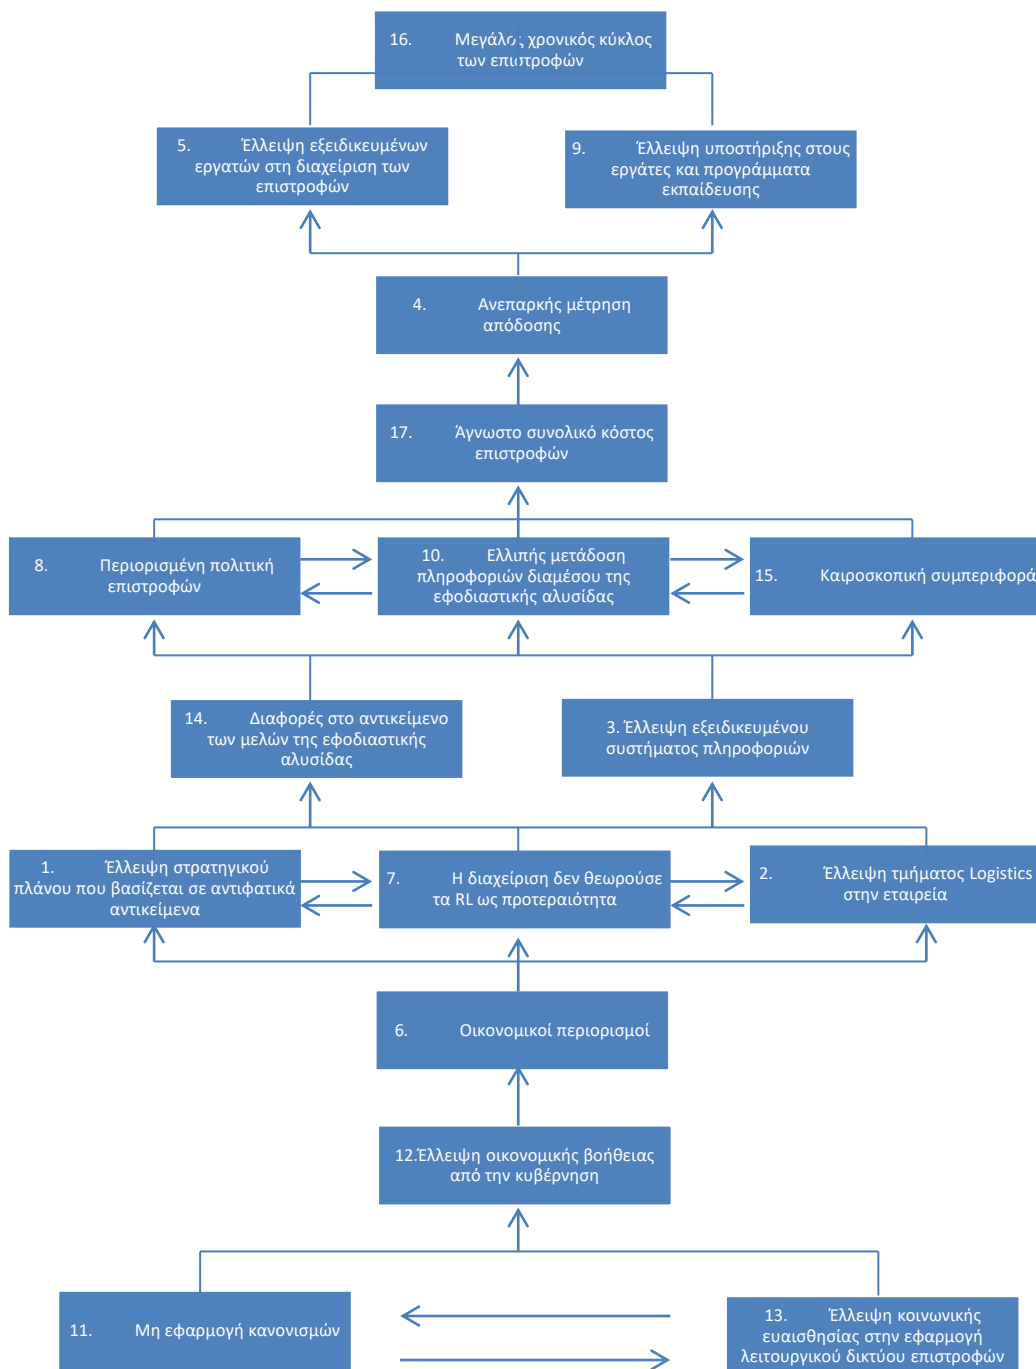 16. Μεγάλος χρονικός κύκλος
των επιστροφών
5. Έλλειψη εξειδικευμένων
εργατών στη διαχείριση των
επιστροφών
9. Έλλειψη υποστήριξης στους
εργάτες και προγράμματα
εκπαίδευσης
4. Ανεπαρκής μέτρηση
απόδοσης
17. Άγνωστο συνολικό κόστος
επιστροφών
8. Περιορισμένη πολιτική
επιστροφών
10. Ελλιπής μετάδοση
πληροφοριών διαμέσου της
εφοδιαστικής αλυσίδας
15. Καιροσκοπική συμπεριφορά
14. Διαφορές στο αντικείμενο
των μελών της εφοδιαστικής
αλυσίδας
3. Έλλειψη εξειδικευμένου
συστήματος πληροφοριών
1. Έλλειψη στρατηγικού
πλάνου που βασίζεται σε αντιφατικά
αντικείμενα
7. Η διαχείριση δεν θεωρούσε
τα RL ως προτεραιότητα
2. Έλλειψη τμήματος Logistics
στην εταιρεία
6. Οικονομικοί περιορισμοί
12.Έλλειψη οικονομικής βοήθειας
από την κυβέρνηση
11. Μη εφαρμογή κανονισμών
13. Έλλειψη κοινωνικής
ευαισθησίας στην εφαρμογή
λειτουργικού δικτύου επιστροφών